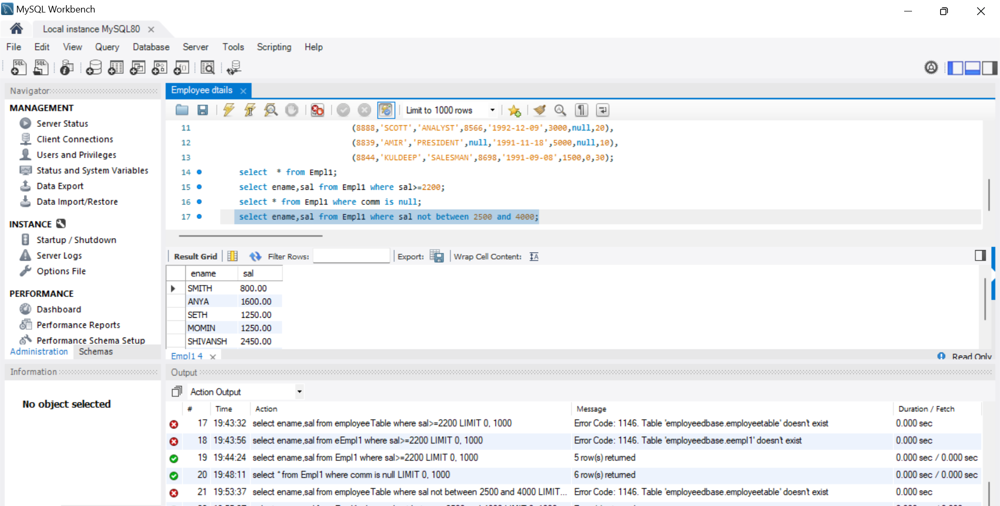 MySQL Workbench
Local instance MySQL80
File Edit View Query Database Server Tools Scripting Help
Navigator
MANAGEMENT
Server Status
Client Connections
Users and Privileges
Status and System Variables
Data Export
Data Import/Restore
INSTANCE
Startup / Shutdown
Server Logs
Options File
PERFORMANCE
Dashboard
Performance Reports
Performance Schema Setup
Administration Schemas
Information
No object selected
Employee dtails
Limit to 1000 rows
11 (8888,'SCOTT','ANALYST',8566,'1992-12-09',3000,null,20),
12 (8839,'AMIR','PRESIDENT',null,'1991-11-18',5000,null,10),
13 (8844,'KULDEEP','SALESMAN',8698,'1991-09-08',1500,0,30);
14 select * from Empl1;
15 select ename,sal from Empl1 where sal>=2200;
16 select * from Empl1 where comm is null;
17 select ename,sal from Empl1 where sal not between 2500 and 4000;
Result Grid Filter Rows: Export: Wrap Cell Content:
ename sal
SMITH 800.00
ANYA 1600.00
SETH 1250.00
MOMIN 1250.00
SHIVANSH 2450.00
Empl1 4 Read Only
Output
Action Output
# Time Action Message Duration / Fetch
17 19:43:32 select ename,sal from employeeTable where sal>=2200 LIMIT 0, 1000 Error Code: 1146. Table 'employeedbase.employeetable' doesn't exist 0.000 sec
18 19:43:56 select ename,sal from eEmpl1 where sal>=2200 LIMIT 0, 1000 Error Code: 1146. Table 'employeedbase.eempl1' doesn't exist 0.000 sec
19 19:44:24 select ename,sal from Empl1 where sal>=2200 LIMIT 0, 1000 5 row(s) returned 0.000 sec / 0.000 sec
20 19:48:11 select * from Empl1 where comm is null LIMIT 0, 1000 6 row(s) returned 0.000 sec / 0.000 sec
21 19:53:37 select ename,sal from employeeTable where sal not between 2500 and 4000 LIMIT... Error Code: 1146. Table 'employeedbase.employeetable' doesn't exist 0.000 sec